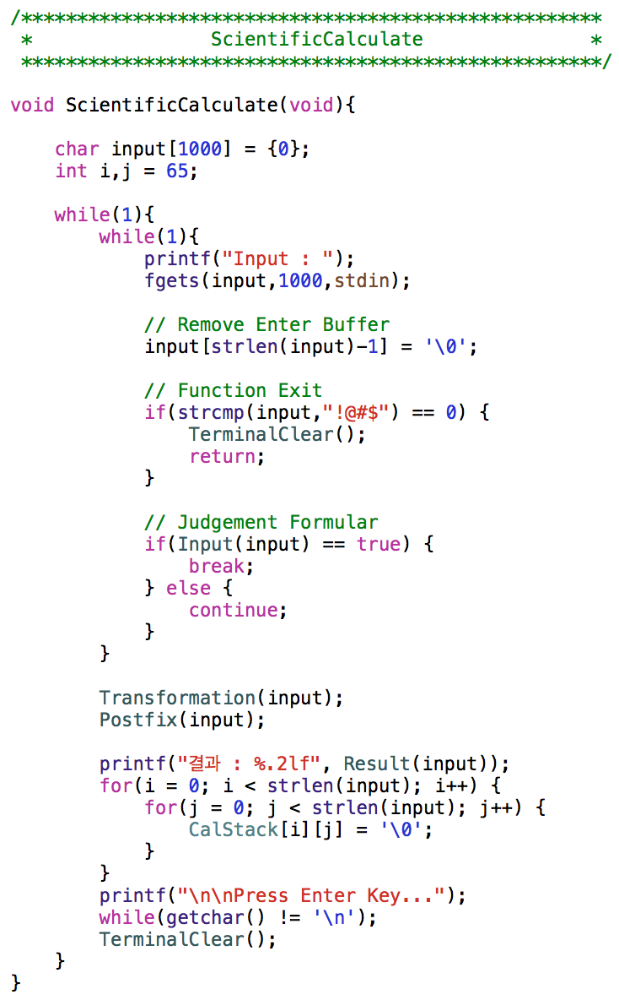 /****************************************************
 *                ScientificCalculate               *
 ****************************************************/
void ScientificCalculate(void){
    char input[1000] = {0};
    int i,j = 65;
    while(1){
        while(1){
            printf("Input : ");
            fgets(input,1000,stdin);
            // Remove Enter Buffer
            input[strlen(input)-1] = '\0';
            // Function Exit
            if(strcmp(input,"!@#$") == 0) {
                TerminalClear();
                return;
            }
            // Judgement Formular
            if(Input(input) == true) {
                break;
            } else {
                continue;
            }
        }
        Transformation(input);
        Postfix(input);
        printf("결과 : %.2lf", Result(input));
        for(i = 0; i < strlen(input); i++) {
            for(j = 0; j < strlen(input); j++) {
                CalStack[i][j] = '\0';
            }
        }
        printf("\n\nPress Enter Key...");
        while(getchar() != '\n');
        TerminalClear();
    }
}